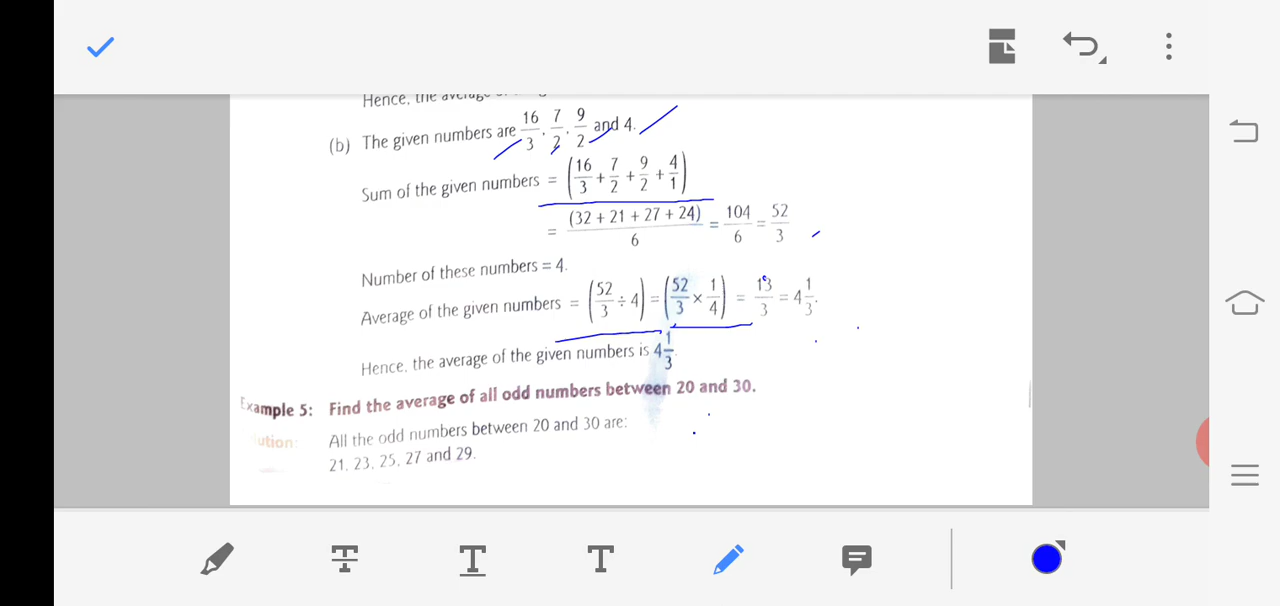 Hence, the average
(b) The given numbers are 16/3, 7/2, 9/2 and 4.
Sum of the given numbers = (16/3 + 7/2 + 9/2 + 4/1)
= (32 + 21 + 27 + 24)/6 = 104/6 = 52/3
Number of these numbers = 4.
Average of the given numbers = (52/3 ÷ 4) = (52/3 × 1/4) = 13/3 = 4 1/3.
Hence, the average of the given numbers is 4 1/3.
Example 5: Find the average of all odd numbers between 20 and 30.
ution: All the odd numbers between 20 and 30 are:
21, 23, 25, 27 and 29.
T T T